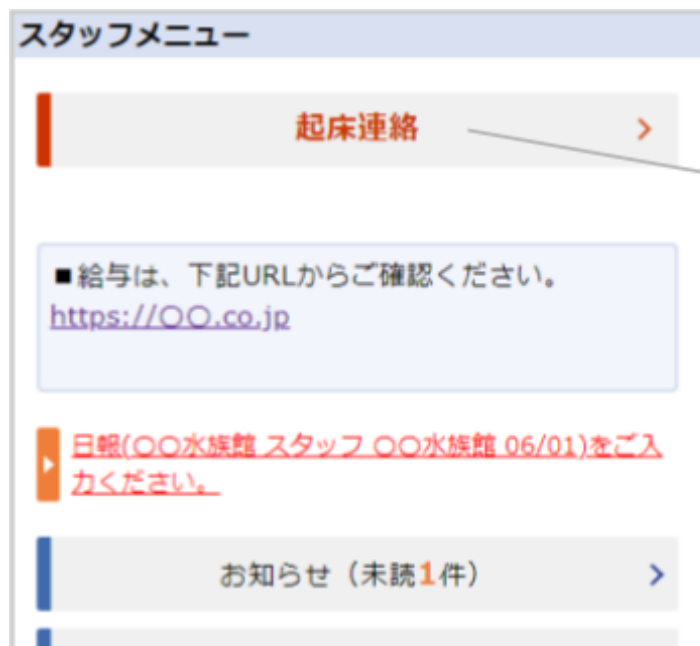 スタッフメニュー
起床連絡
■給与は、下記URLからご確認ください。
https://〇〇.co.jp
日報(〇〇水族館 スタッフ 〇〇水族館 06/01)をご入
力ください。
お知らせ（未読1件）